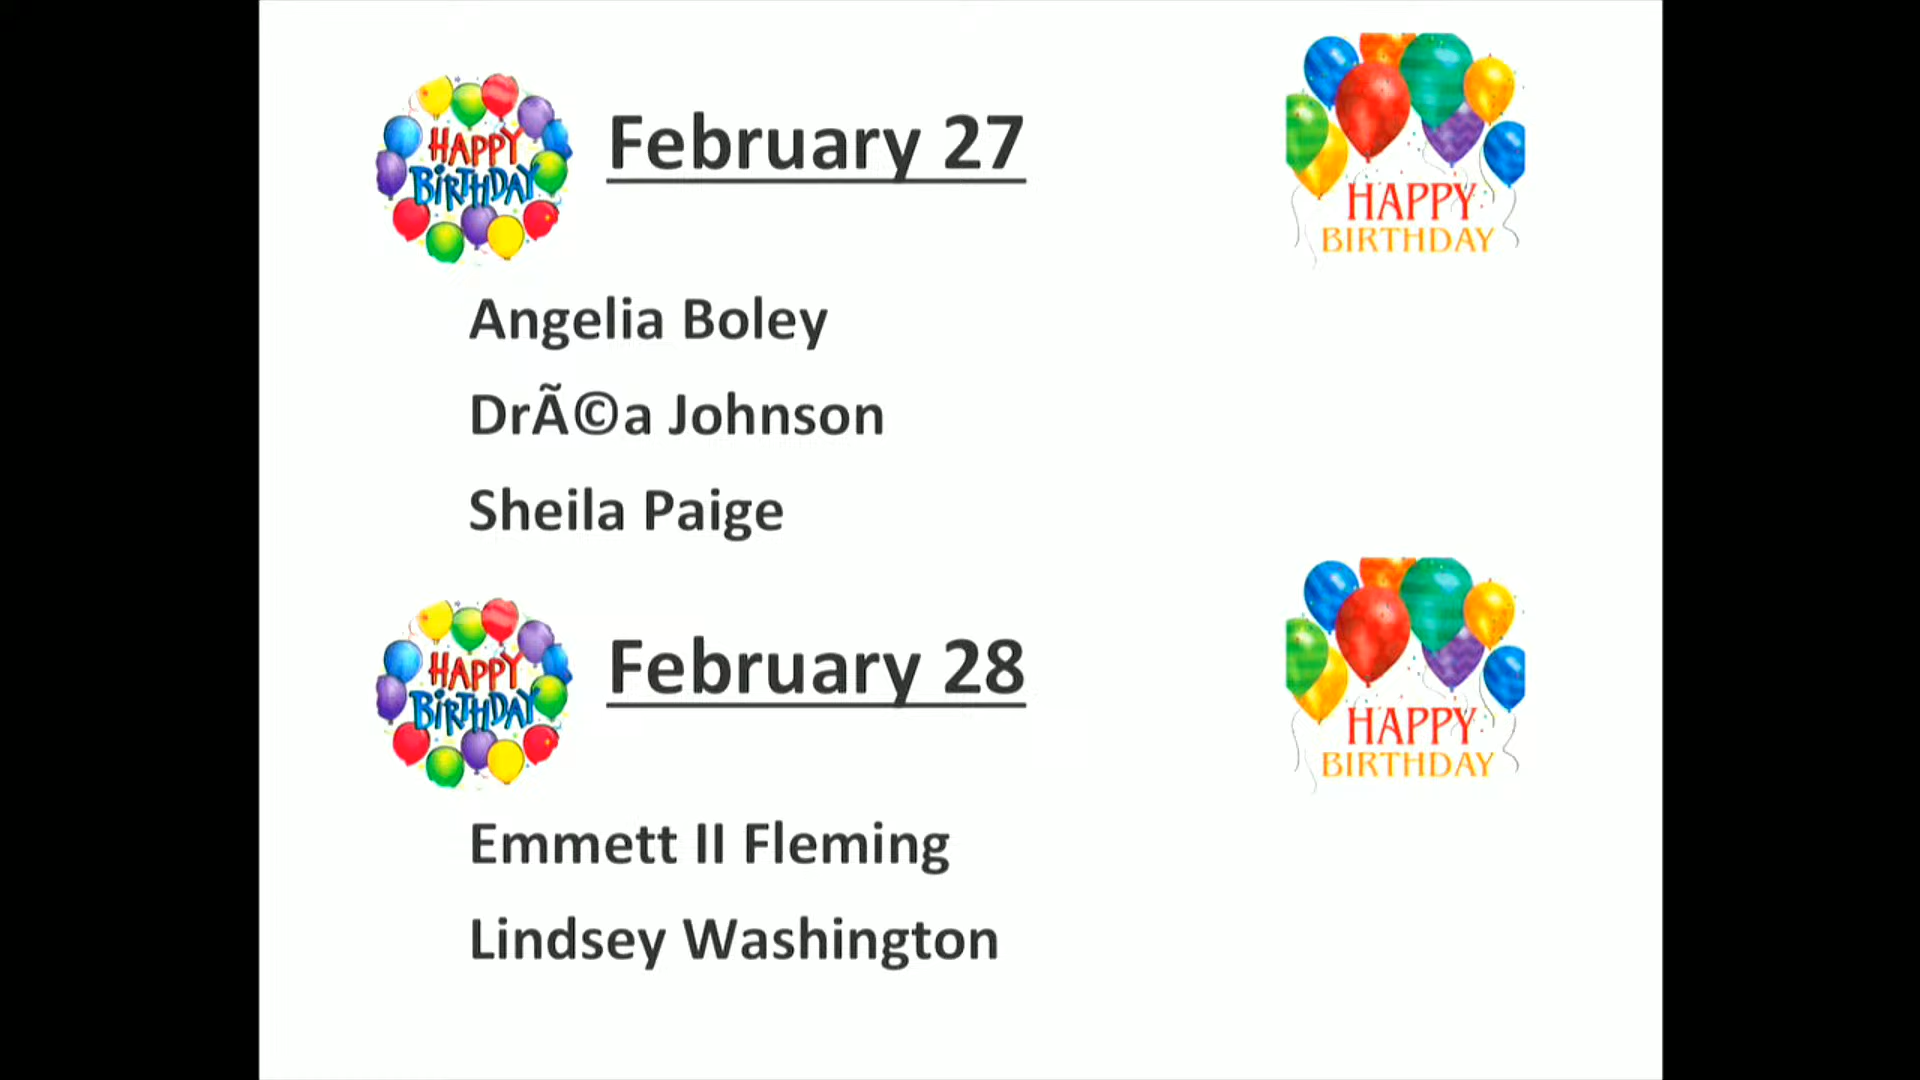 HAPPY
BIRTHDAY
February 27
HAPPY
BIRTHDAY
Angelia Boley
DrÃ©a Johnson
Sheila Paige
HAPPY
BIRTHDAY
February 28
HAPPY
BIRTHDAY
Emmett II Fleming
Lindsey Washington